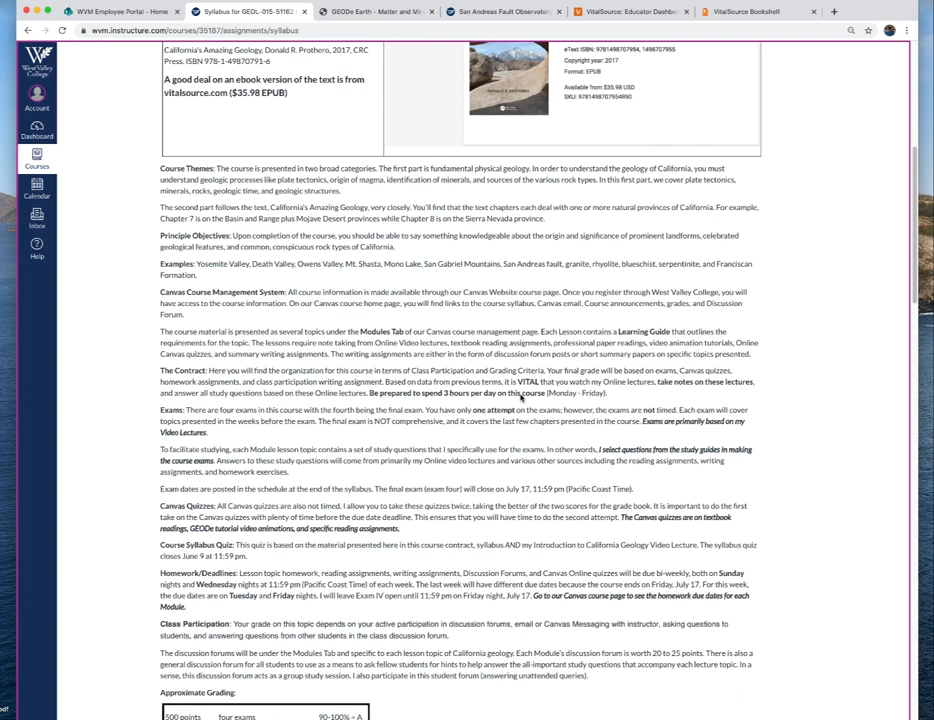 WVM Employee Portal - Home
Syllabus for GEOL-015-51162
GEODe Earth - Matter and Mi
San Andreas Fault Observatory
VitalSource: Educator Dashbo
VitalSource Bookshelf
wvm.instructure.com/courses/35187/assignments/syllabus
West Valley College
Account
Dashboard
Courses
Calendar
Inbox
Help
California's Amazing Geology, Donald R. Prothero, 2017, CRC
Press. ISBN 978-1-49870791-6
A good deal on an ebook version of the text is from
vitalsource.com ($35.98 EPUB)
eText ISBN: 9781498707954, 1498707955
Copyright year: 2017
Format: EPUB
Available from $35.98 USD
SKU: 9781498707954R90
Course Themes: The course is presented in two broad categories. The first part is fundamental physical geology. In order to understand the geology of California, you must
understand geologic processes like plate tectonics, origin of magma, identification of minerals, and sources of the various rock types. In this first part, we cover plate tectonics,
minerals, rocks, geologic time, and geologic structures.
The second part follows the text, California's Amazing Geology, very closely. You'll find that the text chapters each deal with one or more natural provinces of California. For example,
Chapter 7 is on the Basin and Range plus Mojave Desert provinces while Chapter 8 is on the Sierra Nevada province.
Principle Objectives: Upon completion of the course, you should be able to say something knowledgeable about the origin and significance of prominent landforms, celebrated
geological features, and common, conspicuous rock types of California.
Examples: Yosemite Valley, Death Valley, Owens Valley, Mt. Shasta, Mono Lake, San Gabriel Mountains, San Andreas fault, granite, rhyolite, blueschist, serpentinite, and Franciscan
Formation.
Canvas Course Management System: All course information is made available through our Canvas Website course page. Once you register through West Valley College, you will
have access to the course information. On our Canvas course home page, you will find links to the course syllabus, Canvas email, Course announcements, grades, and Discussion
Forum.
The course material is presented as several topics under the Modules Tab of our Canvas course management page. Each Lesson contains a Learning Guide that outlines the
requirements for the topic. The lessons require note taking from Online Video lectures, textbook reading assignments, professional paper readings, video animation tutorials, Online
Canvas quizzes, and summary writing assignments. The writing assignments are either in the form of discussion forum posts or short summary papers on specific topics presented.
The Contract: Here you will find the organization for this course in terms of Class Participation and Grading Criteria. Your final grade will be based on exams, Canvas quizzes,
homework assignments, and class participation writing assignment. Based on data from previous terms, it is VITAL that you watch my Online lectures, take notes on these lectures,
and answer all study questions based on these Online lectures. Be prepared to spend 3 hours per day on this course (Monday - Friday).
Exams: There are four exams in this course with the fourth being the final exam. You have only one attempt on the exams; however, the exams are not timed. Each exam will cover
topics presented in the weeks before the exam. The final exam is NOT comprehensive, and it covers the last few chapters presented in the course. Exams are primarily based on my
Video Lectures.
To facilitate studying, each Module lesson topic contains a set of study questions that I specifically use for the exams. In other words, I select questions from the study guides in making
the course exams. Answers to these study questions will come from primarily my Online video lectures and various other sources including the reading assignments, writing
assignments, and homework exercises.
Exam dates are posted in the schedule at the end of the syllabus. The final exam (exam four) will close on July 17, 11:59 pm (Pacific Coast Time).
Canvas Quizzes: All Canvas quizzes are also not timed. I allow you to take these quizzes twice, taking the better of the two scores for the grade book. It is important to do the first
take on the Canvas quizzes with plenty of time before the due date deadline. This ensures that you will have time to do the second attempt. The Canvas quizzes are on textbook
readings, GEODe tutorial video animations, and specific reading assignments.
Course Syllabus Quiz: This quiz is based on the material presented here in this course contract, syllabus AND my Introduction to California Geology Video Lecture. The syllabus quiz
closes June 9 at 11:59 pm.
Homework/Deadlines: Lesson topic homework, reading assignments, writing assignments, Discussion Forums, and Canvas Online quizzes will be due bi-weekly, both on Sunday
nights and Wednesday nights at 11:59 pm (Pacific Coast Time) of each week. The last week will have different due dates because the course ends on Friday, July 17. For this week,
the due dates are on Tuesday and Friday nights. I will leave Exam IV open until 11:59 pm on Friday night, July 17. Go to our Canvas course page to see the homework due dates for each
Module.
Class Participation: Your grade on this topic depends on your active participation in discussion forums, email or Canvas Messaging with instructor, asking questions to
students, and answering questions from other students in the class discussion forum.
The discussion forums will be under the Modules Tab and specific to each lesson topic of California geology. Each Module's discussion forum is worth 20 to 25 points. There is also a
general discussion forum for all students to use as a means to ask fellow students for hints to help answer the all-important study questions that accompany each lecture topic. In a
sense, this discussion forum acts as a group study session. I also participate in this student forum (answering unattended queries).
Approximate Grading:
500 points four exams 90-100% = A